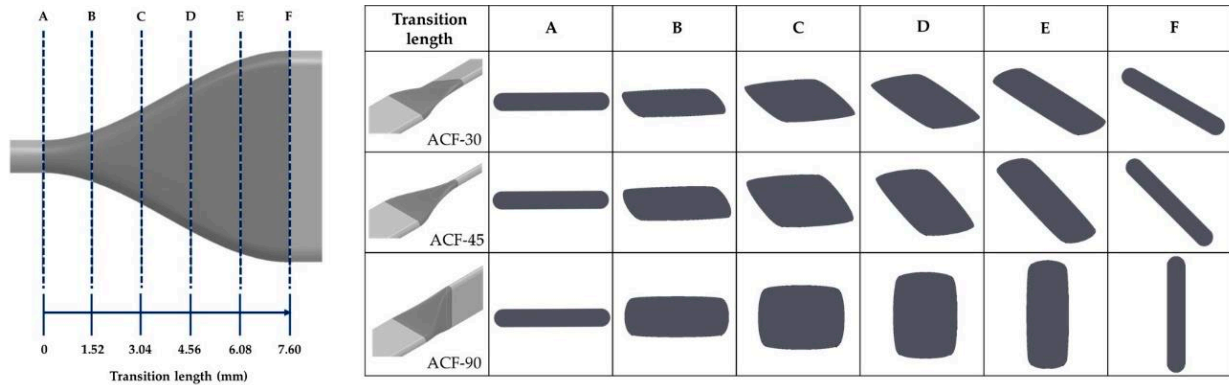 A B C D E F
0 1.52 3.04 4.56 6.08 7.60
Transition length (mm)
Transition
length
A B C D E F
ACF-30
ACF-45
ACF-90